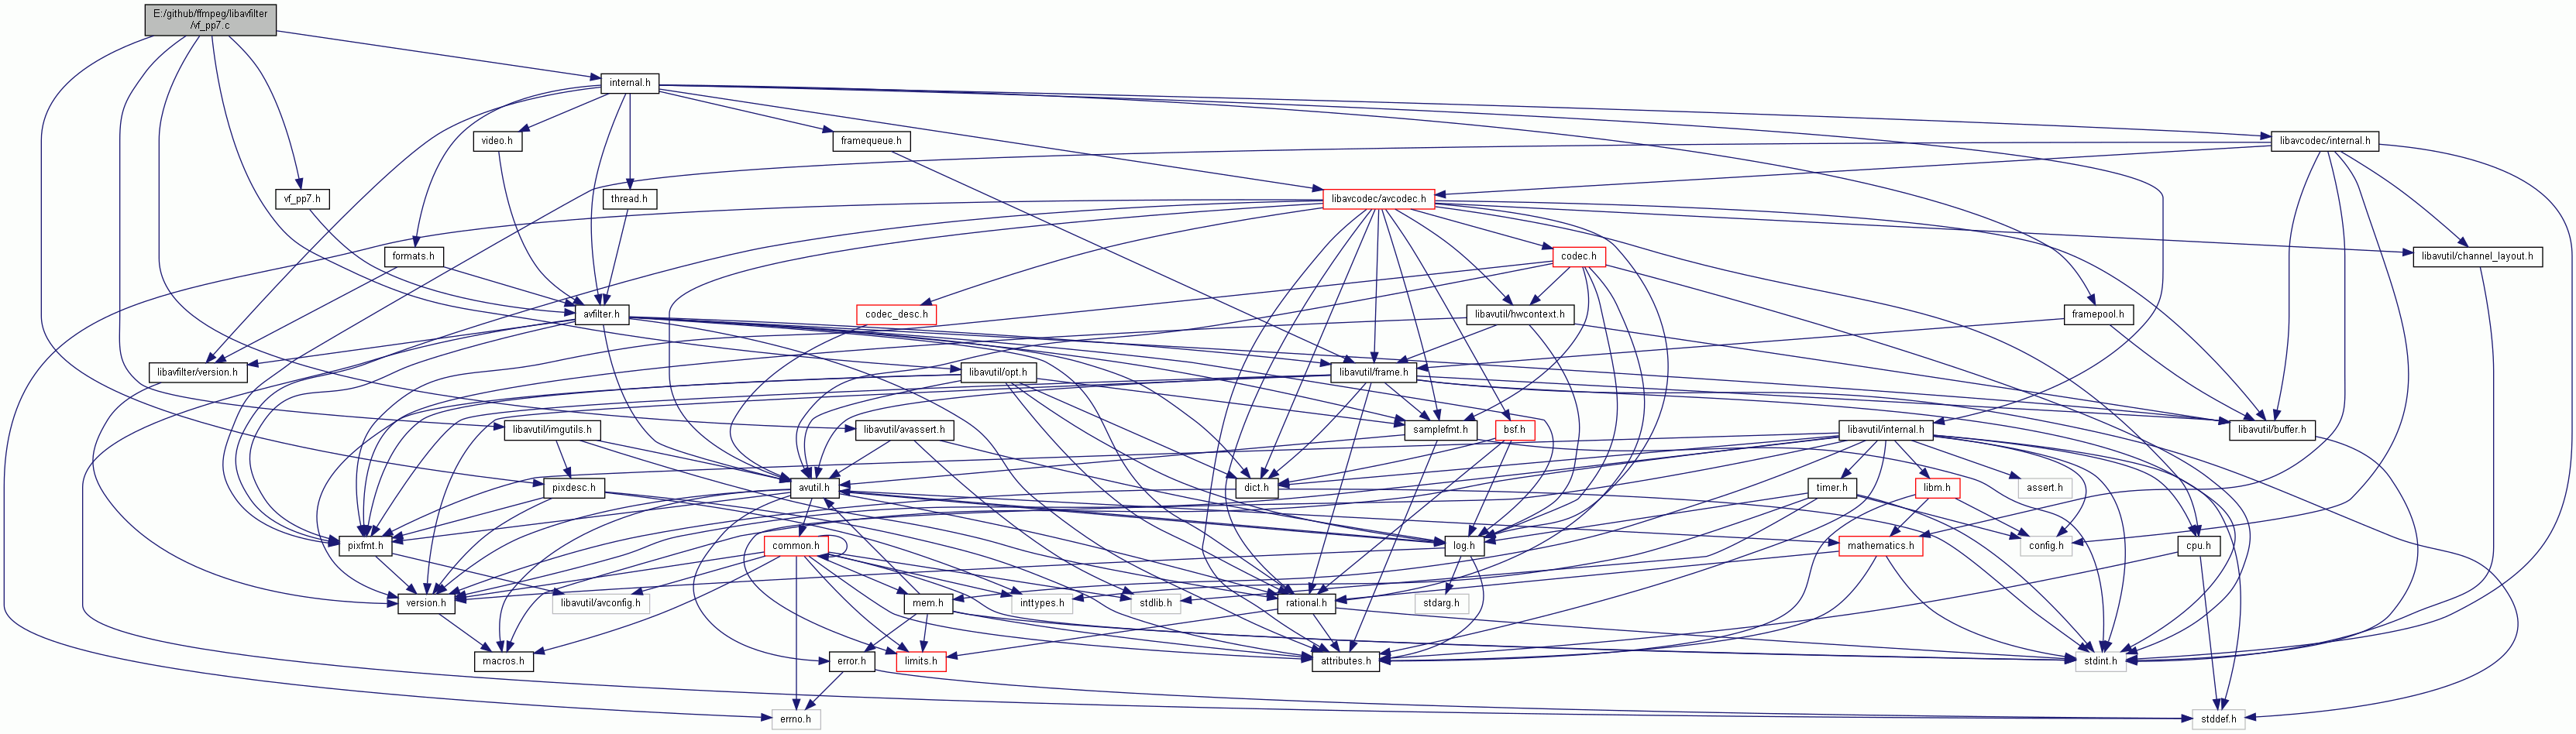 E:/github/ffmpeg/libavfilter
/vf_pp7.c
internal.h
video.h
framequeue.h
libavcodec/internal.h
vf_pp7.h
thread.h
libavcodec/avcodec.h
formats.h
codec.h
libavutil/channel_layout.h
avfilter.h
codec_desc.h
libavutil/hwcontext.h
framepool.h
libavfilter/version.h
libavutil/opt.h
libavutil/frame.h
libavutil/imgutils.h
libavutil/avassert.h
samplefmt.h
bsf.h
libavutil/internal.h
libavutil/buffer.h
pixdesc.h
avutil.h
dict.h
timer.h
libm.h
assert.h
pixfmt.h
common.h
log.h
mathematics.h
config.h
cpu.h
version.h
libavutil/avconfig.h
mem.h
inttypes.h
stdlib.h
rational.h
stdarg.h
macros.h
error.h
limits.h
attributes.h
stdint.h
errno.h
stddef.h